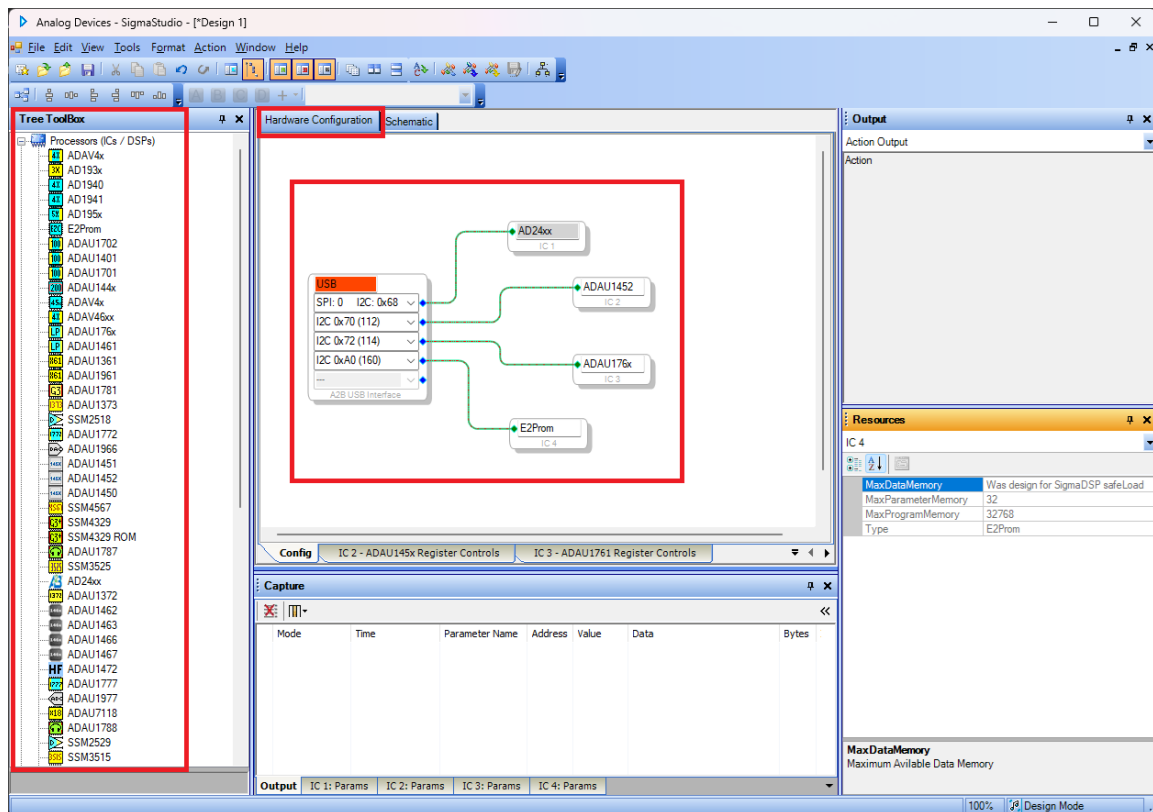 Analog Devices - SigmaStudio - [*Design 1]
File Edit View Tools Format Action Window Help
Tree ToolBox
Processors (ICs / DSPs)
ADAV4x
AD193x
AD1940
AD1941
AD195x
E2Prom
ADAU1702
ADAU1401
ADAU1701
ADAU144x
ADAV4x
ADAV46xx
ADAU176x
ADAU1461
ADAU1361
ADAU1961
ADAU1781
ADAU1373
SSM2518
ADAU1772
ADAU1966
ADAU1451
ADAU1452
ADAU1450
SSM4567
SSM4329
SSM4329 ROM
ADAU1787
SSM3525
AD24xx
ADAU1372
ADAU1462
ADAU1463
ADAU1466
ADAU1467
ADAU1472
ADAU1777
ADAU1977
ADAU7118
ADAU1788
SSM2529
SSM3515
Hardware Configuration Schematic
AD24xx
IC 1
USB
SPI: 0 I2C: 0x68
I2C 0x70 (112)
I2C 0x72 (114)
I2C 0xA0 (160)
---
A2B USB Interface
ADAU1452
IC 2
ADAU176x
IC 3
E2Prom
IC 4
Config IC 2 - ADAU145x Register Controls IC 3 - ADAU1761 Register Controls
Capture
Mode Time Parameter Name Address Value Data Bytes
Output IC 1: Params IC 2: Params IC 3: Params IC 4: Params
Output
Action Output
Action
Resources
IC 4
MaxDataMemory Was design for SigmaDSP safeLoad
MaxParameterMemory 32
MaxProgramMemory 32768
Type E2Prom
MaxDataMemory
Maximum Avilable Data Memory
100% Design Mode